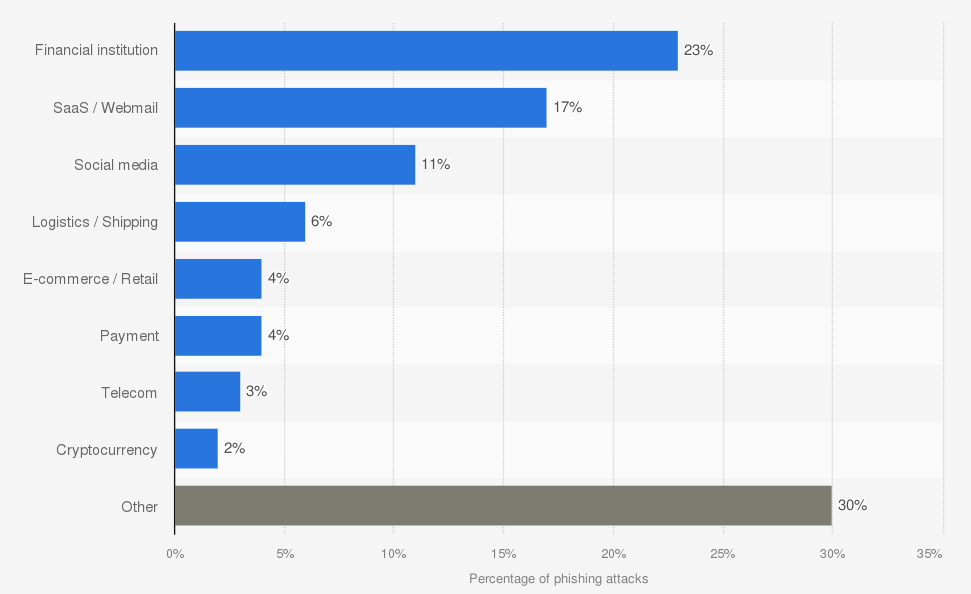 Financial institution 23%
SaaS / Webmail 17%
Social media 11%
Logistics / Shipping 6%
E-commerce / Retail 4%
Payment 4%
Telecom 3%
Cryptocurrency 2%
Other 30%
0% 5% 10% 15% 20% 25% 30% 35%
Percentage of phishing attacks